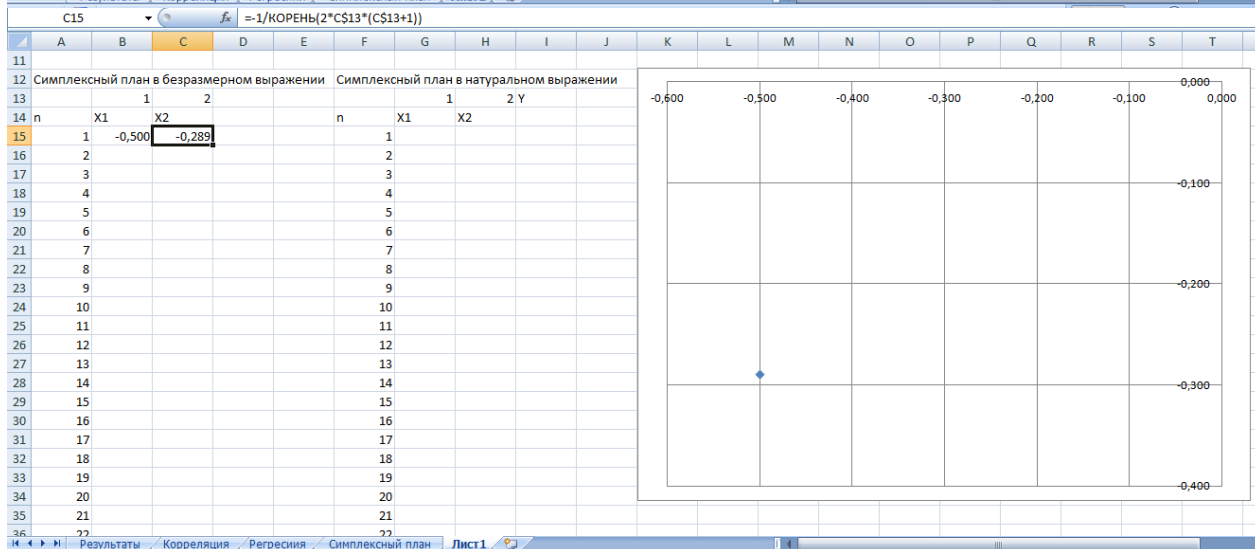 C15 fx =-1/КОРЕНЬ(2*C$13*(C$13+1))
A B C D E F G H I J K L M N O P Q R S T
11
12 Симплексный план в безразмерном выражении Симплексный план в натуральном выражении
13 1 2 1 2 Y
14 n X1 X2 n X1 X2
15 1 -0,500 -0,289 1
16 2 2
17 3 3
18 4 4
19 5 5
20 6 6
21 7 7
22 8 8
23 9 9
24 10 10
25 11 11
26 12 12
27 13 13
28 14 14
29 15 15
30 16 16
31 17 17
32 18 18
33 19 19
34 20 20
35 21 21
36 22 22
0,000
-0,600 -0,500 -0,400 -0,300 -0,200 -0,100 0,000
-0,100
-0,200
-0,300
-0,400
Результаты Корреляция Регресиия Симплексный план Лист1